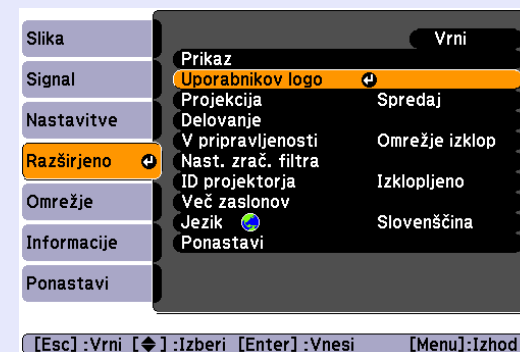 Slika
Signal
Nastavitve
Razširjeno
Omrežje
Informacije
Ponastavi
Vrni
Prikaz
Uporabnikov logo
Projekcija Spredaj
Delovanje
V pripravljenosti Omrežje izklop
Nast. zrač. filtra
ID projektorja Izklopljeno
Več zaslonov
Jezik Slovenščina
Ponastavi
[Esc] :Vrni [◆] :Izberi [Enter] :Vnesi [Menu]:Izhod